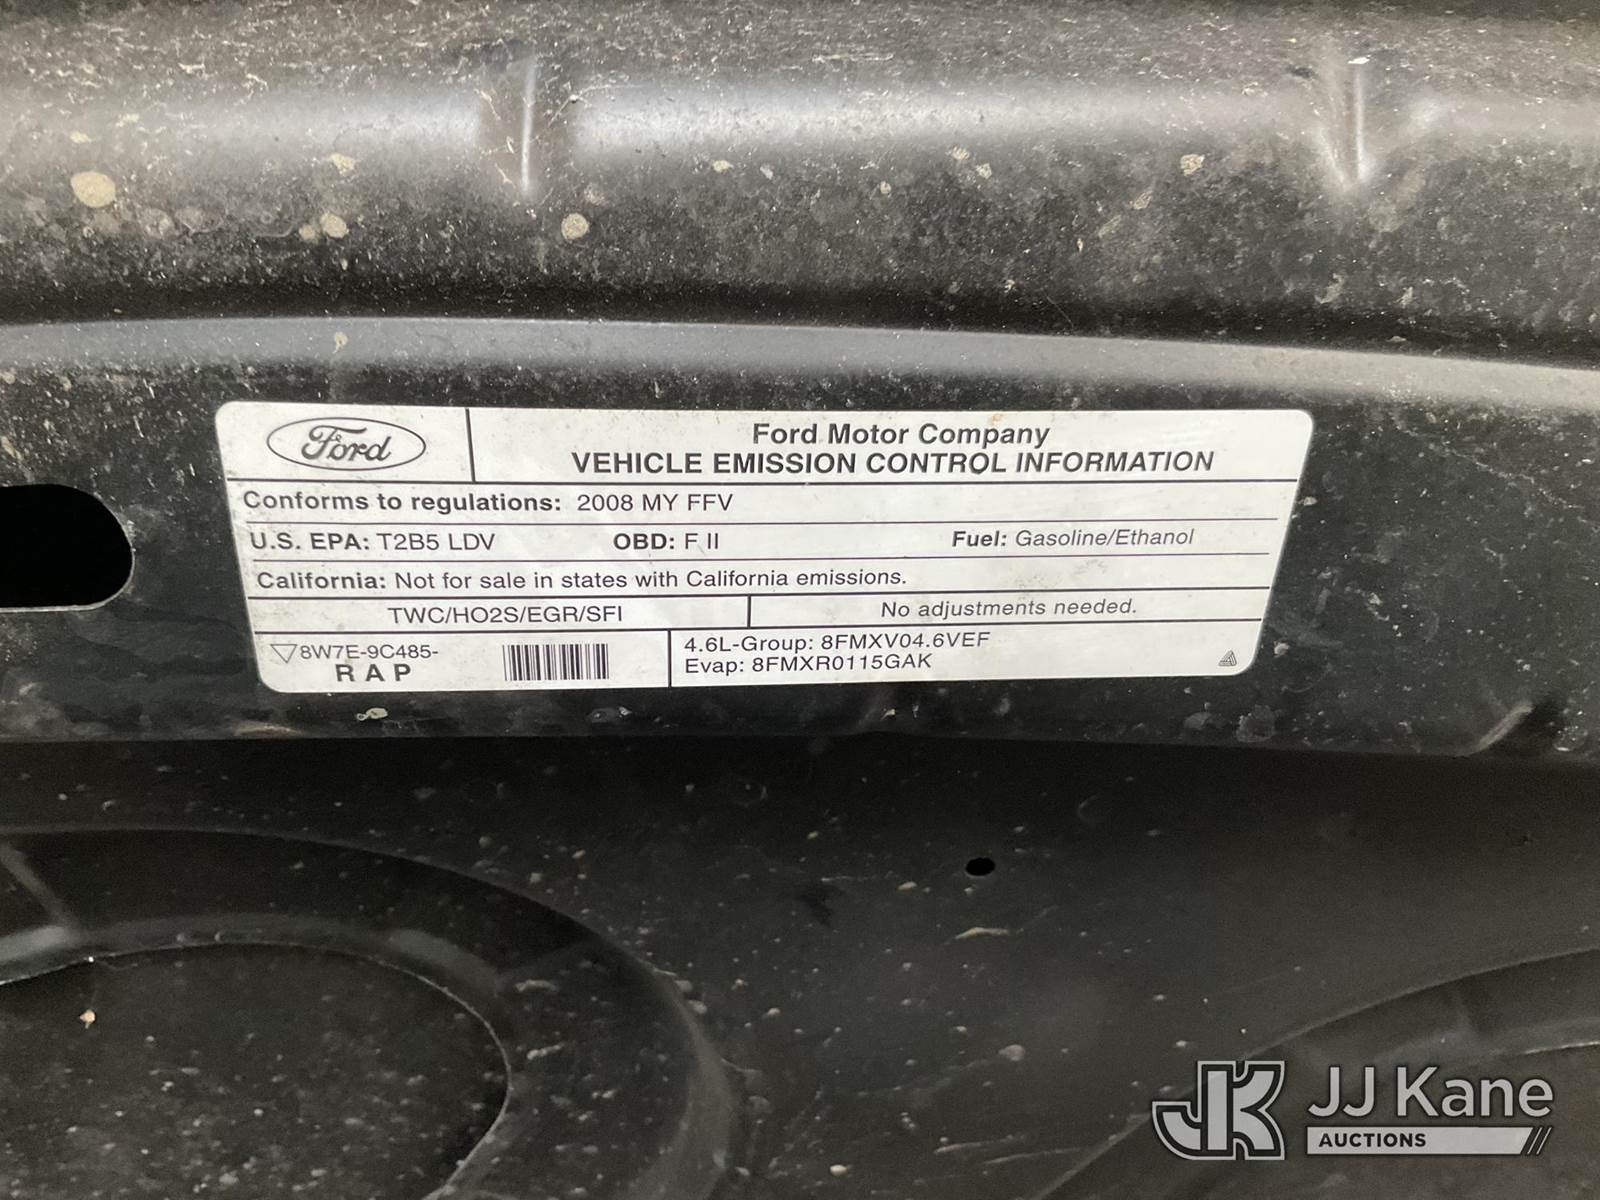 Ford
Ford Motor Company
VEHICLE EMISSION CONTROL INFORMATION
Conforms to regulations: 2008 MY FFV
U.S. EPA: T2B5 LDV OBD: F II Fuel: Gasoline/Ethanol
California: Not for sale in states with California emissions.
TWC/HO2S/EGR/SFI No adjustments needed.
8W7E-9C485-
R A P
4.6L-Group: 8FMXV04.6VEF
Evap: 8FMXR0115GAK
JK JJ Kane
AUCTIONS